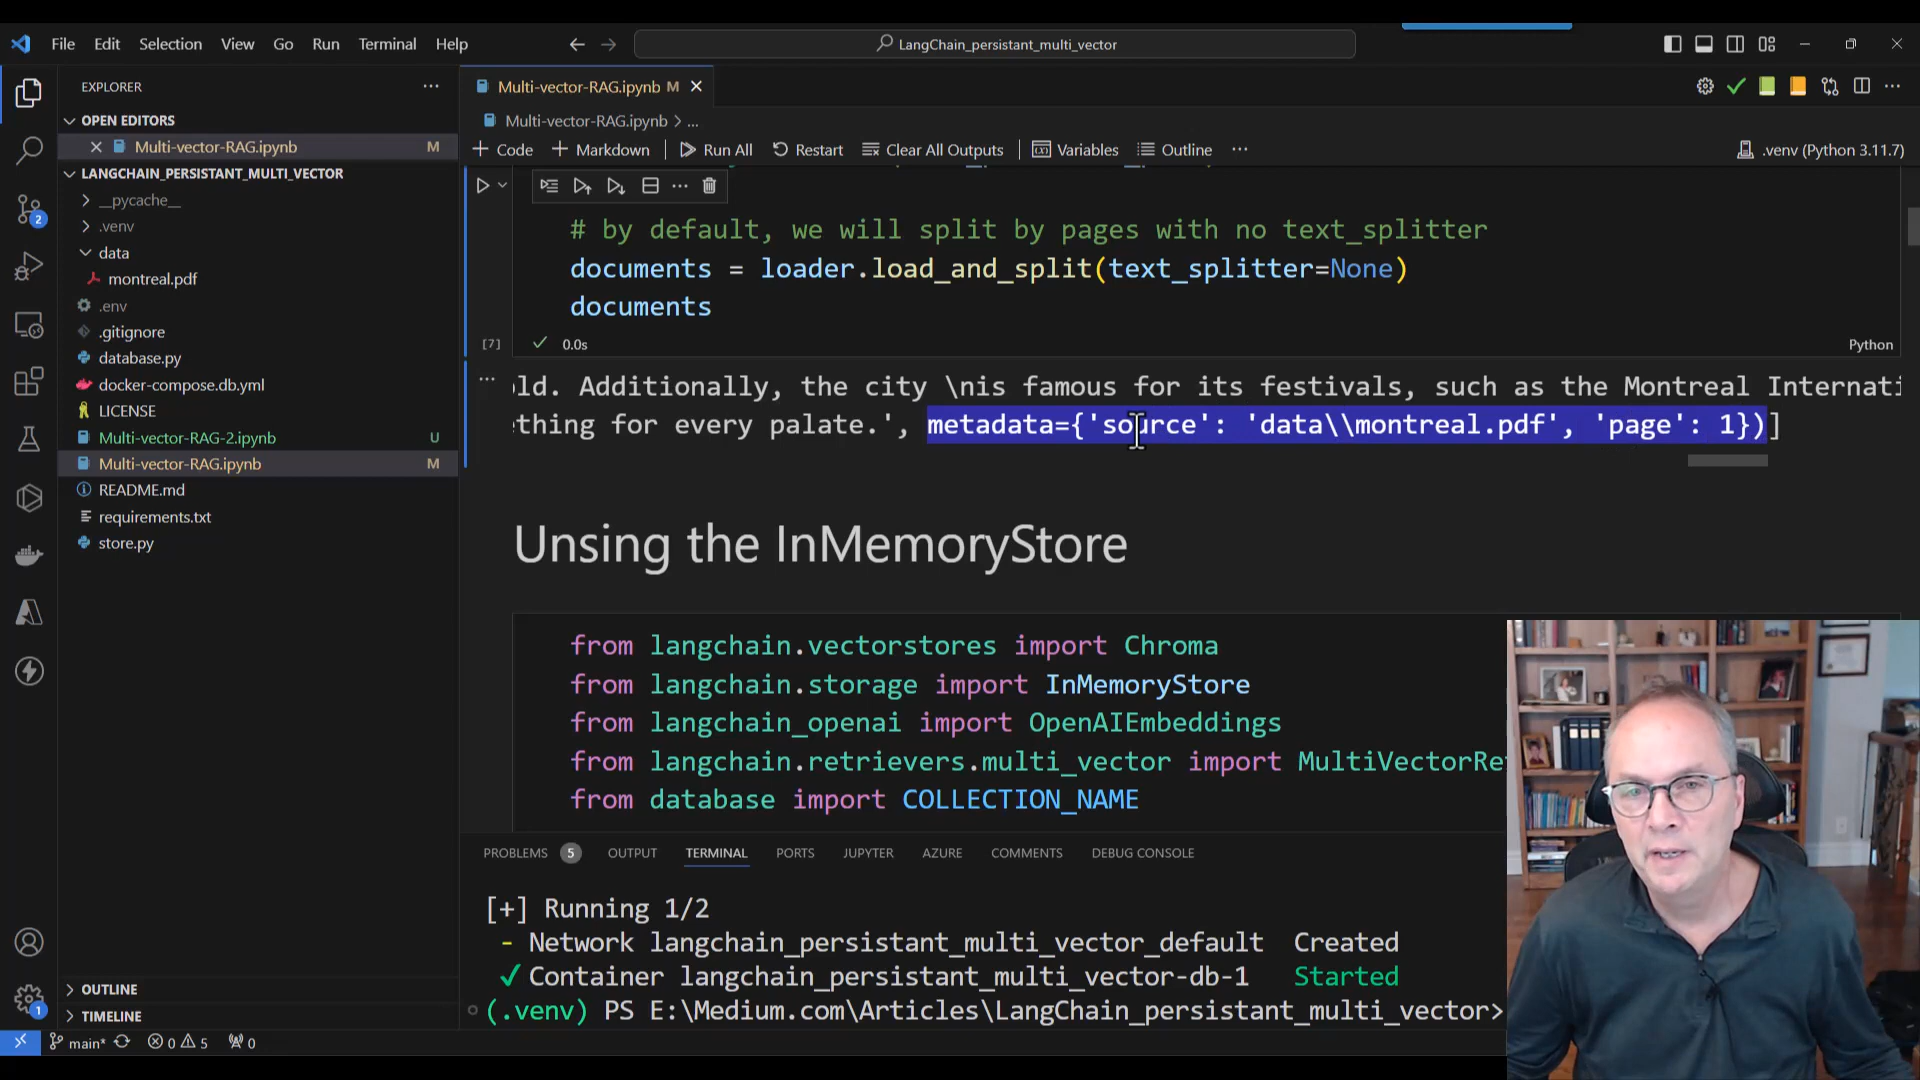 File Edit Selection View Go Run Terminal Help
LangChain_persistant_multi_vector
EXPLORER
OPEN EDITORS
Multi-vector-RAG.ipynb M
LANGCHAIN_PERSISTANT_MULTI_VECTOR
__pycache__
.venv
data
montreal.pdf
.env
.gitignore
database.py
docker-compose.db.yml
LICENSE
Multi-vector-RAG-2.ipynb U
Multi-vector-RAG.ipynb M
README.md
requirements.txt
store.py
OUTLINE
TIMELINE
2
1
Multi-vector-RAG.ipynb M
Multi-vector-RAG.ipynb > ...
+ Code + Markdown Run All Restart Clear All Outputs Variables Outline ...
.venv (Python 3.11.7)
# by default, we will split by pages with no text_splitter
documents = loader.load_and_split(text_splitter=None)
documents
[7] 0.0s Python
ld. Additionally, the city \nis famous for its festivals, such as the Montreal Internati
thing for every palate.', metadata={'source': 'data\\montreal.pdf', 'page': 1})]
Unsing the InMemoryStore
from langchain.vectorstores import Chroma
from langchain.storage import InMemoryStore
from langchain_openai import OpenAIEmbeddings
from langchain.retrievers.multi_vector import MultiVectorRe
from database import COLLECTION_NAME
PROBLEMS 5 OUTPUT TERMINAL PORTS JUPYTER AZURE COMMENTS DEBUG CONSOLE
[+] Running 1/2
- Network langchain_persistant_multi_vector_default Created
✓ Container langchain_persistant_multi_vector-db-1 Started
(.venv) PS E:\Medium.com\Articles\LangChain_persistant_multi_vector>
main* 0 5 0